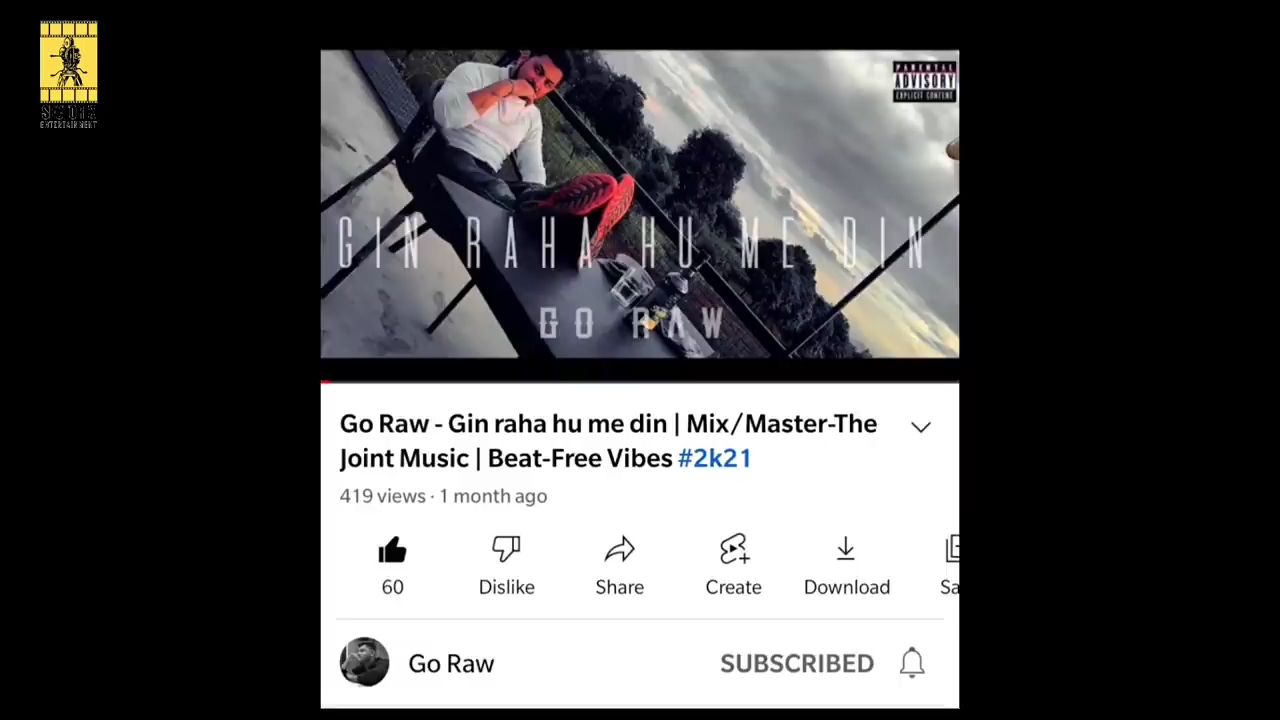 ENTERTAINMENT
PARENTAL
ADVISORY
EXPLICIT CONTENT
GIN RAHA HU ME DIN
GO RAW
Go Raw - Gin raha hu me din | Mix/Master-The
Joint Music | Beat-Free Vibes #2k21
419 views · 1 month ago
60
Dislike
Share
Create
Download
Sa
Go Raw
SUBSCRIBED